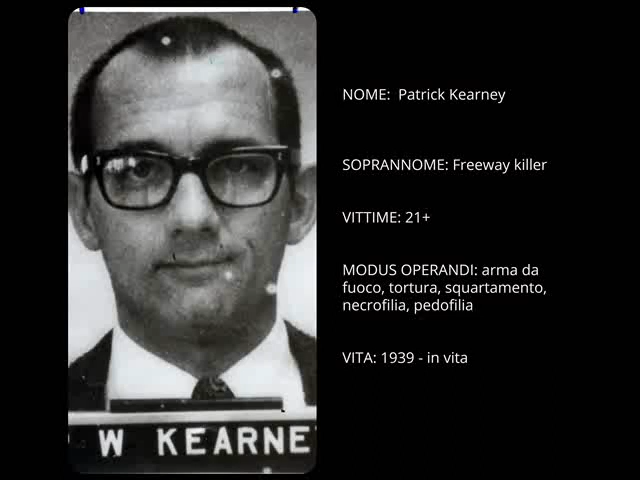 NOME:  Patrick Kearney
SOPRANNOME: Freeway killer
VITTIME: 21+
MODUS OPERANDI: arma da
fuoco, tortura, squartamento,
necrofilia, pedofilia
VITA: 1939 - in vita
W KEARNE